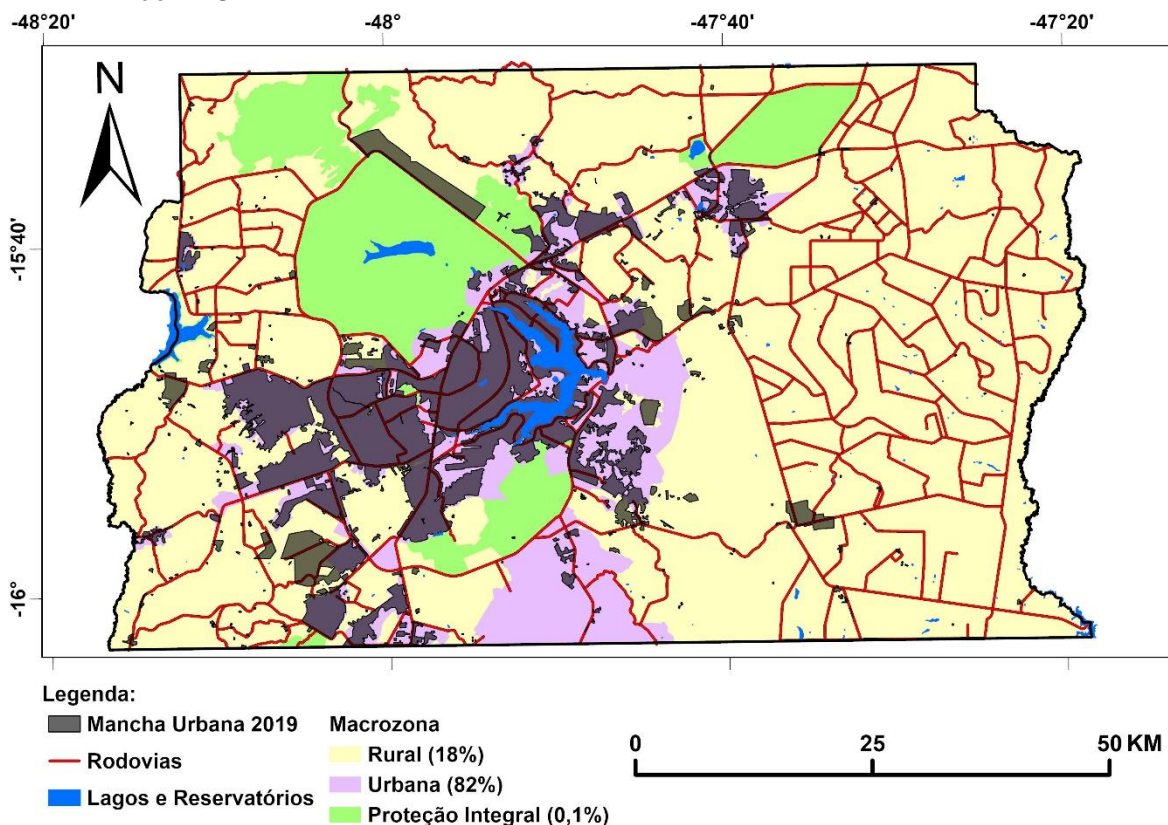 -48°20' -48° -47°40' -47°20'
N
-15°40'
-16°
Legenda:
Mancha Urbana 2019
Rodovias
Lagos e Reservatórios
Macrozona
Rural (18%)
Urbana (82%)
Proteção Integral (0,1%)
0 25 50 KM